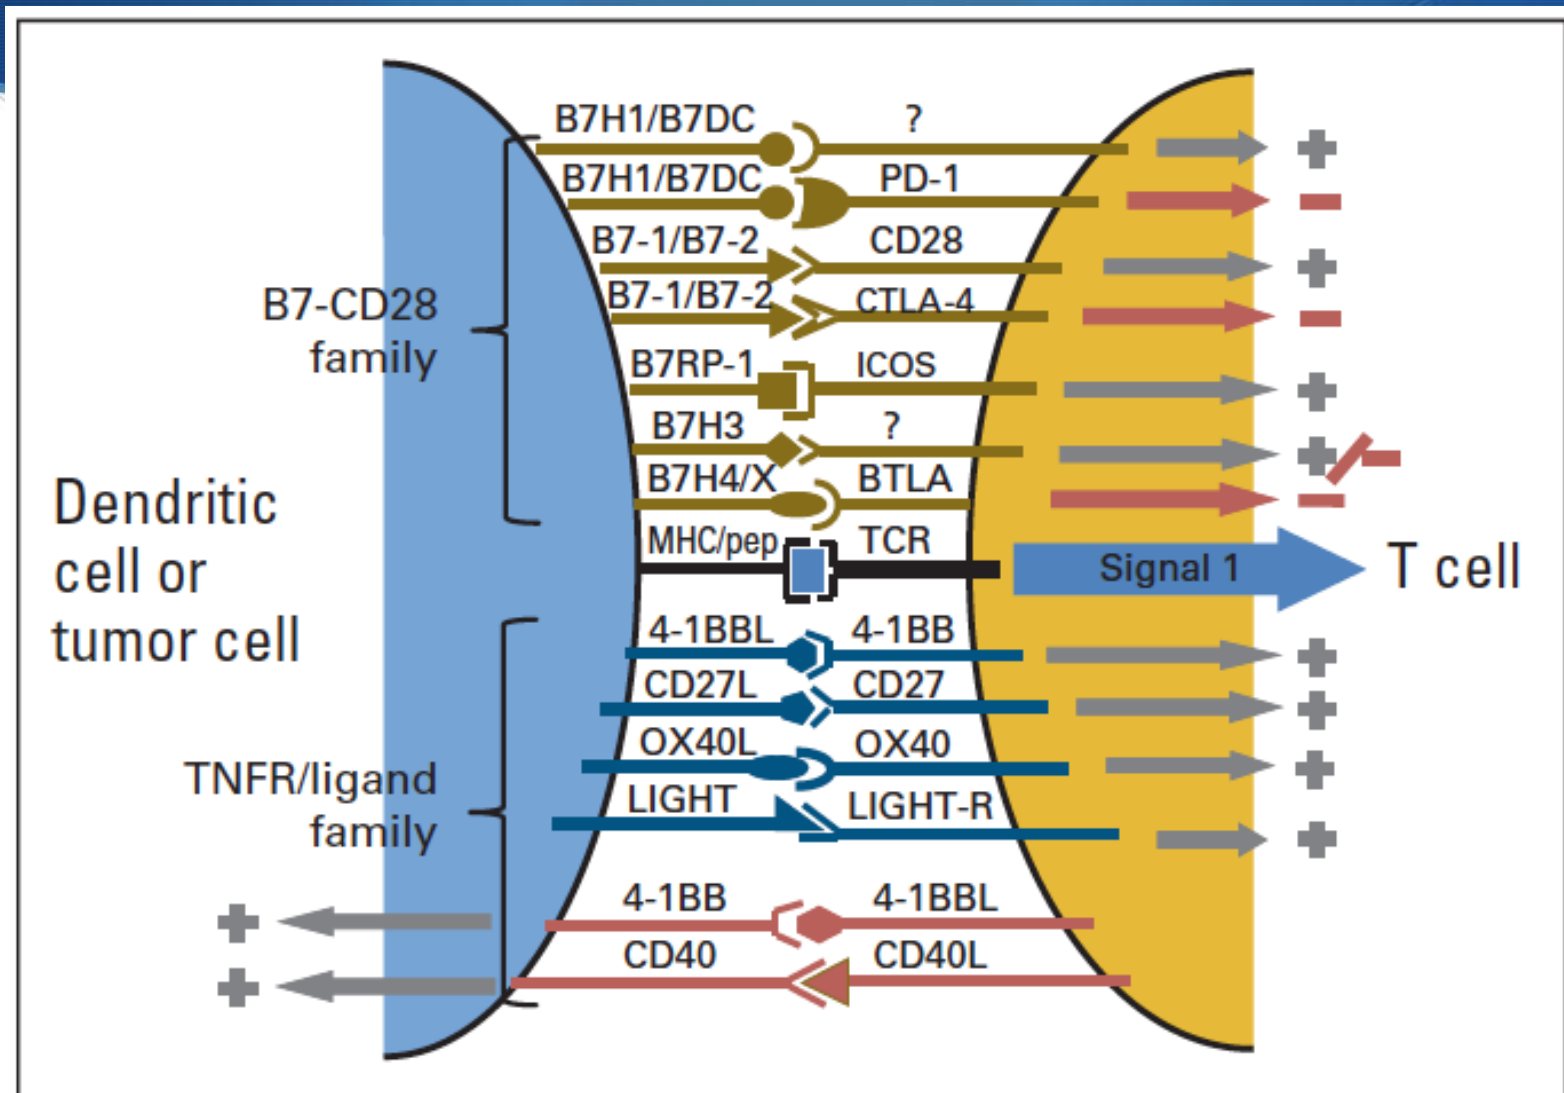 B7H1/B7DC ?
B7H1/B7DC PD-1
B7-1/B7-2 CD28
B7-1/B7-2 CTLA-4
B7-CD28
family
B7RP-1 ICOS
B7H3 ?
B7H4/X BTLA
MHC/pep TCR
Signal 1
T cell
Dendritic
cell or
tumor cell
4-1BBL 4-1BB
CD27L CD27
OX40L OX40
LIGHT LIGHT-R
TNFR/ligand
family
4-1BB 4-1BBL
CD40 CD40L